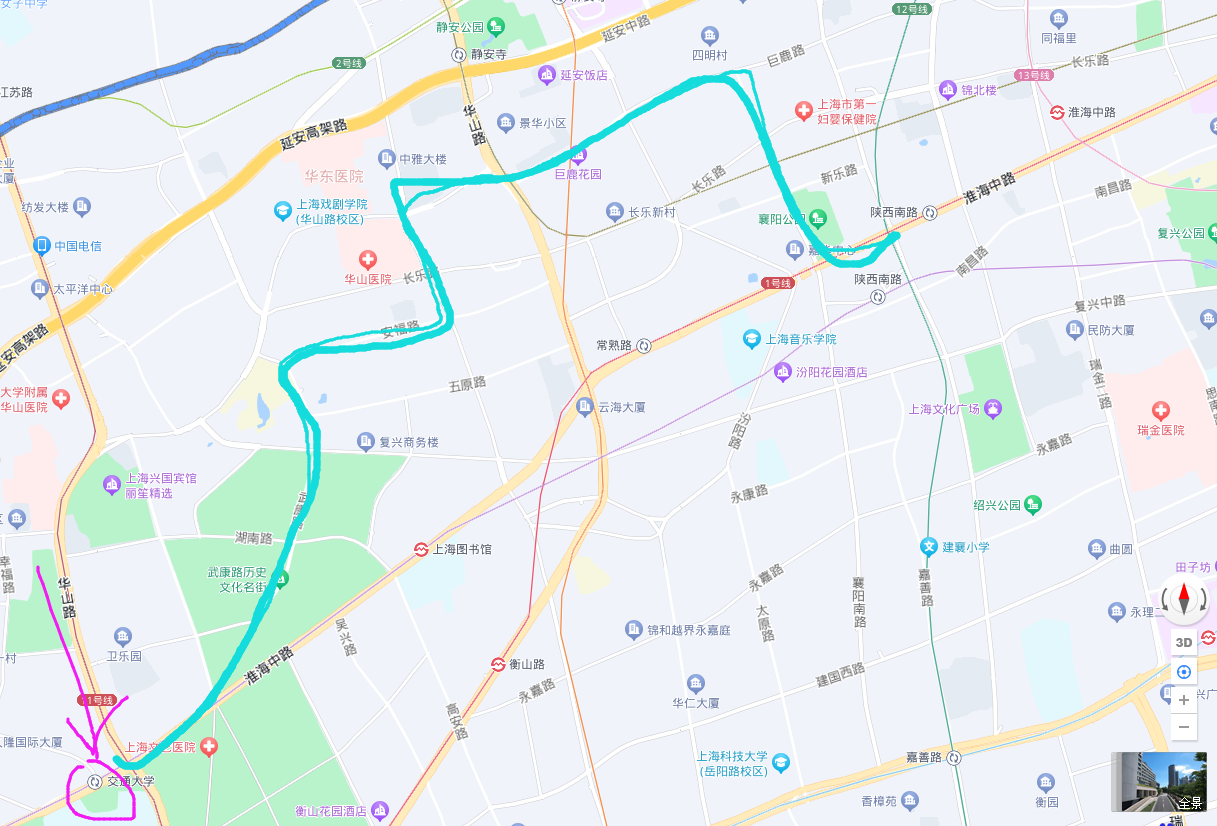 女子中学
12号线
静安公园
延安中路
同福里
静安寺
四明村
巨鹿路
2号线
长乐路
13号线
延安饭店
江苏路
锦北楼
上海市第一
妇婴保健院
淮海中路
华山路
景华小区
延安高架路
中雅大楼
巨鹿花园
华东医院
长乐路
新乐路
淮海中路
南昌路
纺发大楼
上海戏剧学院
(华山路校区)
长乐新村
襄阳公园
陕西南路
复兴公园
中国电信
南昌路
华山医院
长乐
陕西南路
1号线
太平洋中心
复兴中路
安福路
民防大厦
延安高架路
常熟路
上海音乐学院
瑞金二路
五原路
汾阳花园酒店
大学附属
华山医院
云海大厦
上海文化广场
汾阳路
瑞金医院
复兴商务楼
永嘉路
上海兴国宾馆
丽笙精选
永康路
绍兴公园
湖南路
上海图书馆
建襄小学
曲园
幸福路
武康路历史
文化名街
田子坊
华山路
永嘉路
嘉善路
襄阳南路
太原路
吴兴路
锦和越界永嘉庭
卫乐园
3D
淮海中路
衡山路
建国西路
永嘉路
华仁大厦
1号线
高安路
上海科技大学
(岳阳路校区)
嘉善路
交通大学
衡山花园酒店
香樟苑
衡园
全景